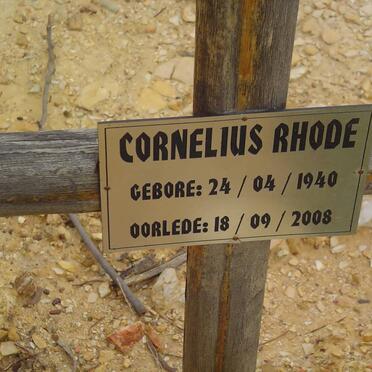 CORNELIUS RHODE
GEBORE: 24 / 04 / 1940
OORLEDE: 18 / 09 / 2008